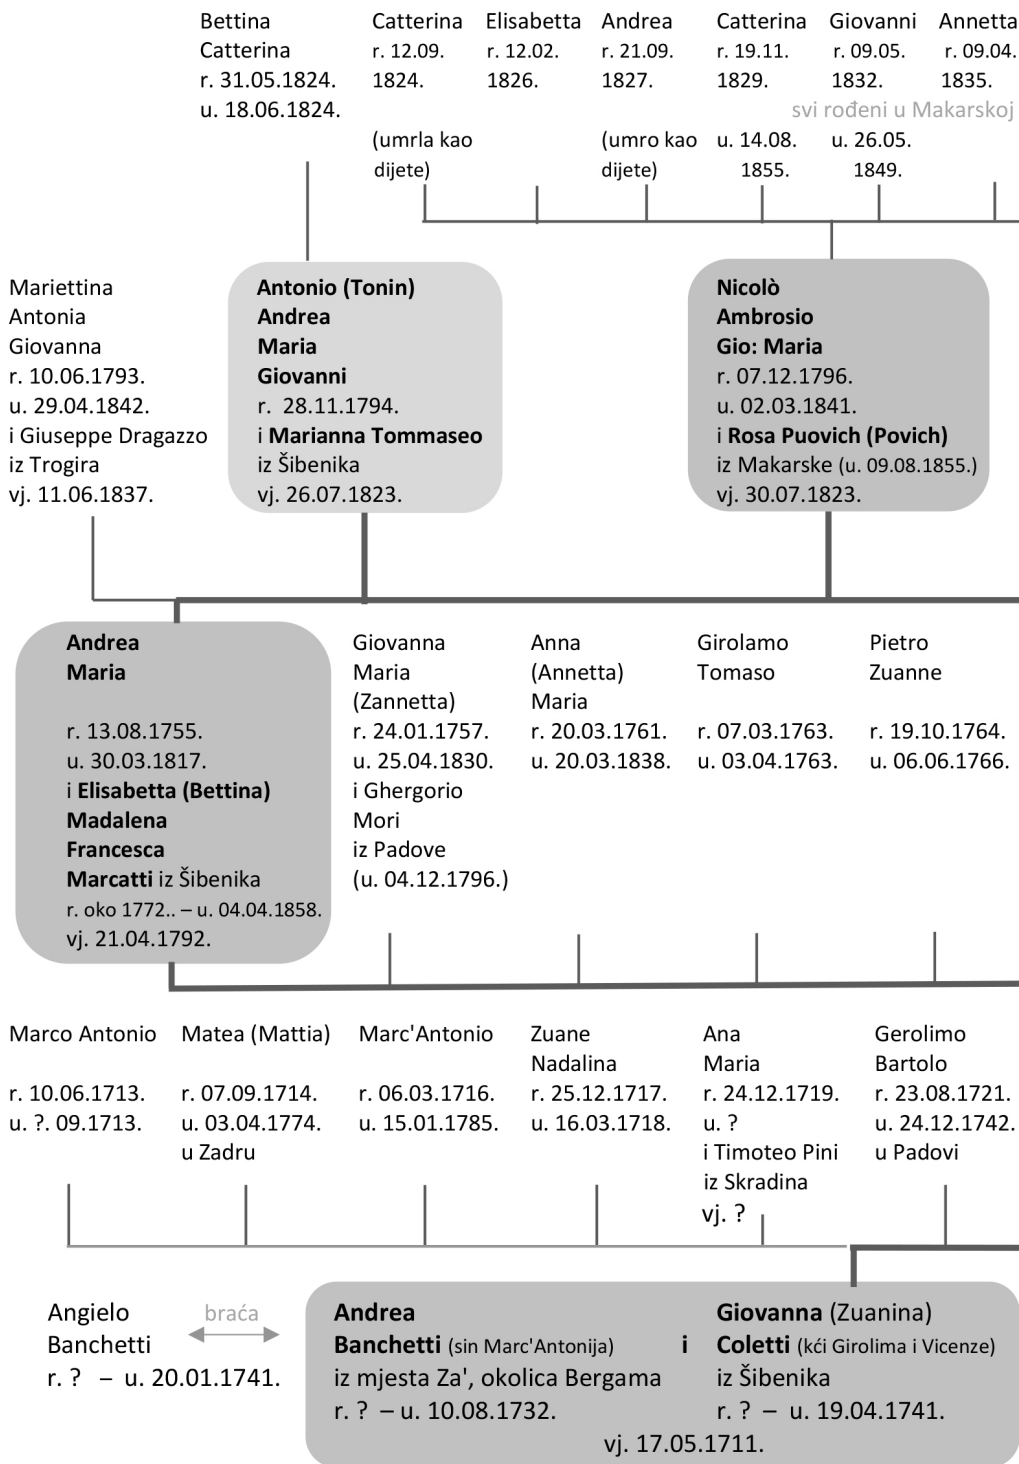 Bettina
Catterina
r. 31.05.1824.
u. 18.06.1824.
Catterina
r. 12.09.
1824.
(umrla kao
dijete)
Elisabetta
r. 12.02.
1826.
Andrea
r. 21.09.
1827.
(umro kao
dijete)
Catterina
r. 19.11.
1829.
u. 14.08.
1855.
Giovanni
r. 09.05.
1832.
u. 26.05.
1849.
Annetta
r. 09.04.
1835.
svi rođeni u Makarskoj
Mariettina
Antonia
Giovanna
r. 10.06.1793.
u. 29.04.1842.
i Giuseppe Dragazzo
iz Trogira
vj. 11.06.1837.
Antonio (Tonin)
Andrea
Maria
Giovanni
r. 28.11.1794.
i Marianna Tommaseo
iz Šibenika
vj. 26.07.1823.
Nicolò
Ambrosio
Gio: Maria
r. 07.12.1796.
u. 02.03.1841.
i Rosa Puovich (Povich)
iz Makarske (u. 09.08.1855.)
vj. 30.07.1823.
Andrea
Maria
r. 13.08.1755.
u. 30.03.1817.
i Elisabetta (Bettina)
Madalena
Francesca
Marcatti iz Šibenika
r. oko 1772.. – u. 04.04.1858.
vj. 21.04.1792.
Giovanna
Maria
(Zannetta)
r. 24.01.1757.
u. 25.04.1830.
i Ghergorio
Mori
iz Padove
(u. 04.12.1796.)
Anna
(Annetta)
Maria
r. 20.03.1761.
u. 20.03.1838.
Girolamo
Tomaso
r. 07.03.1763.
u. 03.04.1763.
Pietro
Zuanne
r. 19.10.1764.
u. 06.06.1766.
Marco Antonio
r. 10.06.1713.
u. ?. 09.1713.
Matea (Mattia)
r. 07.09.1714.
u. 03.04.1774.
u Zadru
Marc'Antonio
r. 06.03.1716.
u. 15.01.1785.
Zuane
Nadalina
r. 25.12.1717.
u. 16.03.1718.
Ana
Maria
r. 24.12.1719.
u. ?
i Timoteo Pini
iz Skradina
vj. ?
Gerolimo
Bartolo
r. 23.08.1721.
u. 24.12.1742.
u Padovi
Angielo
Banchetti
r. ? – u. 20.01.1741.
braća
Andrea
Banchetti (sin Marc'Antonija)
iz mjesta Za', okolica Bergama
r. ? – u. 10.08.1732.
i
Giovanna (Zuanina)
Coletti (kći Girolima i Vicenze)
iz Šibenika
r. ? – u. 19.04.1741.
vj. 17.05.1711.